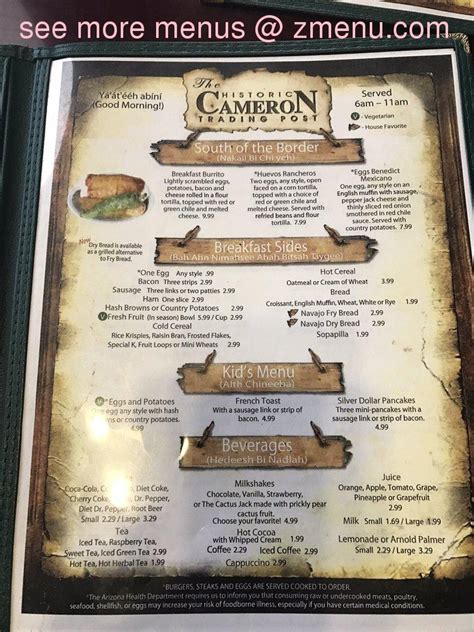 see more menus @ zmenu.com
Yá'át'ééh abíní
(Good Morning!)
The
HISTORIC
CAMERON
TRADING POST
Served
6am – 11am
V - Vegetarian
- House Favorite
South of the Border
Breakfast Burrito
Lightly scrambled eggs,
potatoes, bacon and
cheese rolled in a flour
tortilla, topped with red
or green chile and melted
cheese. 9.99
*Huevos Rancheros
Two eggs, any style, open
faced on a corn tortilla,
topped with a choice of
red or green chile and
melted cheese. Served with
refried beans and flour
tortilla. 2.99
*Eggs Benedict
Mexicano
One egg, any style on an
English muffin with sausage,
pepper jack cheese and
thinly sliced red onion
smothered in red chile
sauce. Served with
country potatoes. 7.99
New
Dry Bread is available
as a grilled alternative
to Fry Bread.
Breakfast Sides
*One Egg Any style .99
Bacon Three strips 2.99
Sausage Three links or two patties 2.99
Ham One slice 2.99
Hash Browns or Country Potatoes 2.99
V Fresh Fruit (In season) Bowl 5.99 / Cup 2.99
Cold Cereal
Rice Krispies, Raisin Bran, Frosted Flakes,
Special K, Fruit Loops or Mini Wheats 2.99
Hot Cereal
Oatmeal or Cream of Wheat 3.99
Bread
Croissant, English Muffin, Wheat, White or Rye 1.99
Navajo Fry Bread 2.99
Navajo Dry Bread 2.99
Sopapilla 1.99
Kid's Menu
(Alth Chineeba)
V *Eggs and Potatoes
One egg any style with hash
browns or country potatoes.
4.99
French Toast
With a sausage link or strip of
bacon. 4.99
Silver Dollar Pancakes
Three mini-pancakes with a
sausage link or strip of bacon.
4.99
Beverages
(Hedeesh Bi Nadlah)
Coca-Cola, Diet Coke,
Cherry Coke, Dr. Pepper,
Diet Dr. Pepper, Root Beer
Small 2.29 / Large 3.29
Tea
Iced Tea, Raspberry Tea,
Sweet Tea, Iced Green Tea 2.99
Hot Tea, Hot Herbal Tea 1.99
Milkshakes
Chocolate, Vanilla, Strawberry,
or The Cactus Jack made with prickly pear
cactus fruit.
Choose your favorite! 4.99
Hot Cocoa
with Whipped Cream 1.99
Coffee 2.29 Iced Coffee 2.99
Cappuccino 2.99
Juice
Orange, Apple, Tomato, Grape,
Pineapple or Grapefruit
2.99
Milk Small 1.69 / Large 1.99
Lemonade or Arnold Palmer
Small 2.29 / Large 3.29
*BURGERS, STEAKS AND EGGS ARE SERVED COOKED TO ORDER.
*The Arizona Health Department requires us to inform you that consuming raw or undercooked meats, poultry,
seafood, shellfish, or eggs may increase your risk of foodborne illness, especially if you have certain medical conditions.